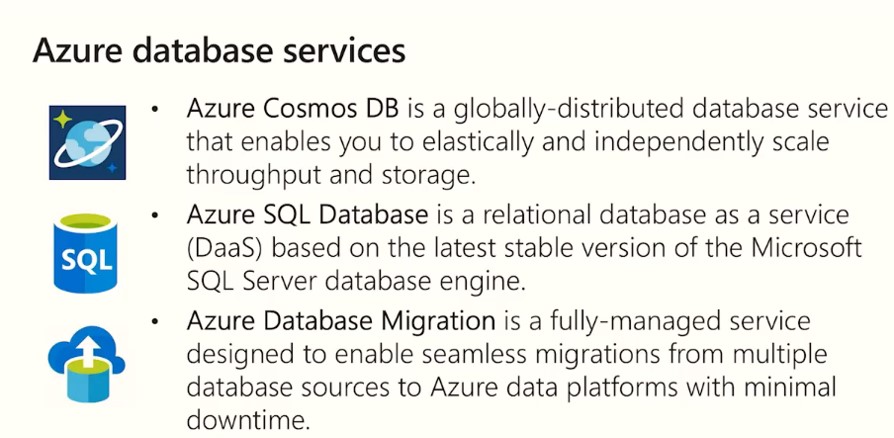 Azure database services
• Azure Cosmos DB is a globally-distributed database service
that enables you to elastically and independently scale
throughput and storage.
• Azure SQL Database is a relational database as a service
(DaaS) based on the latest stable version of the Microsoft
SQL Server database engine.
SQL
• Azure Database Migration is a fully-managed service
designed to enable seamless migrations from multiple
database sources to Azure data platforms with minimal
downtime.